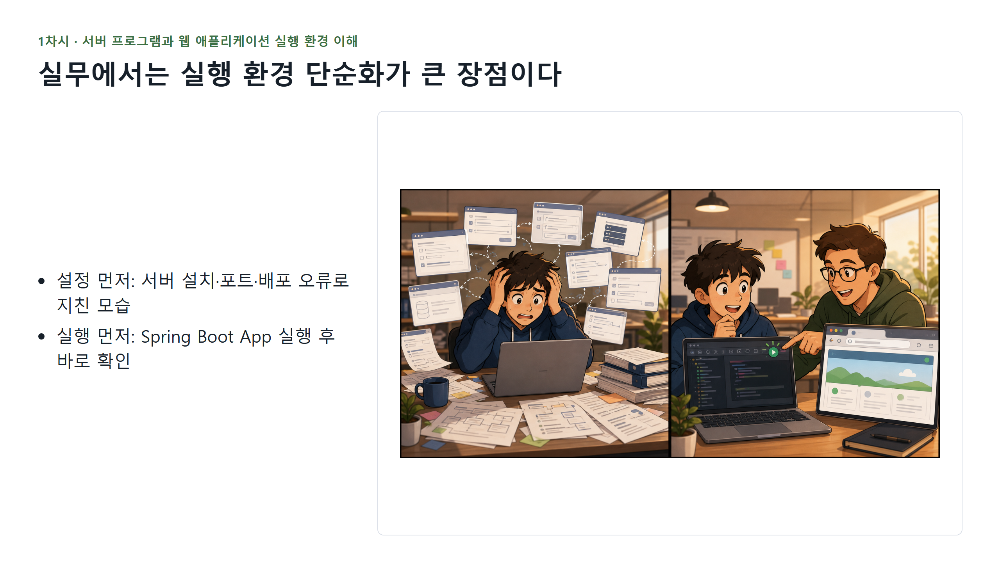 1차시 · 서버 프로그램과 웹 애플리케이션 실행 환경 이해
실무에서는 실행 환경 단순화가 큰 장점이다
• 설정 먼저: 서버 설치·포트·배포 오류로
지친 모습
• 실행 먼저: Spring Boot App 실행 후
바로 확인